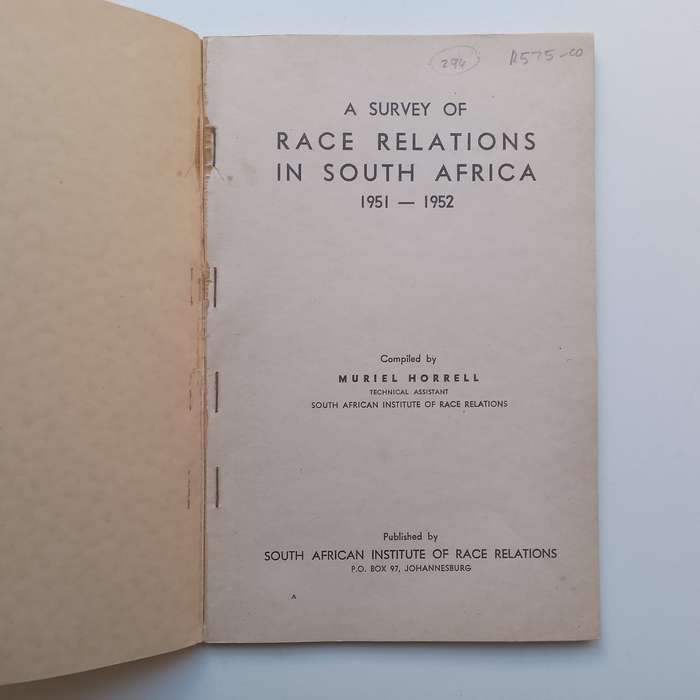 294
R575-00
A SURVEY OF
RACE RELATIONS
IN SOUTH AFRICA
1951 — 1952
Compiled by
MURIEL HORRELL
TECHNICAL ASSISTANT
SOUTH AFRICAN INSTITUTE OF RACE RELATIONS
Published by
SOUTH AFRICAN INSTITUTE OF RACE RELATIONS
P.O. BOX 97, JOHANNESBURG
A